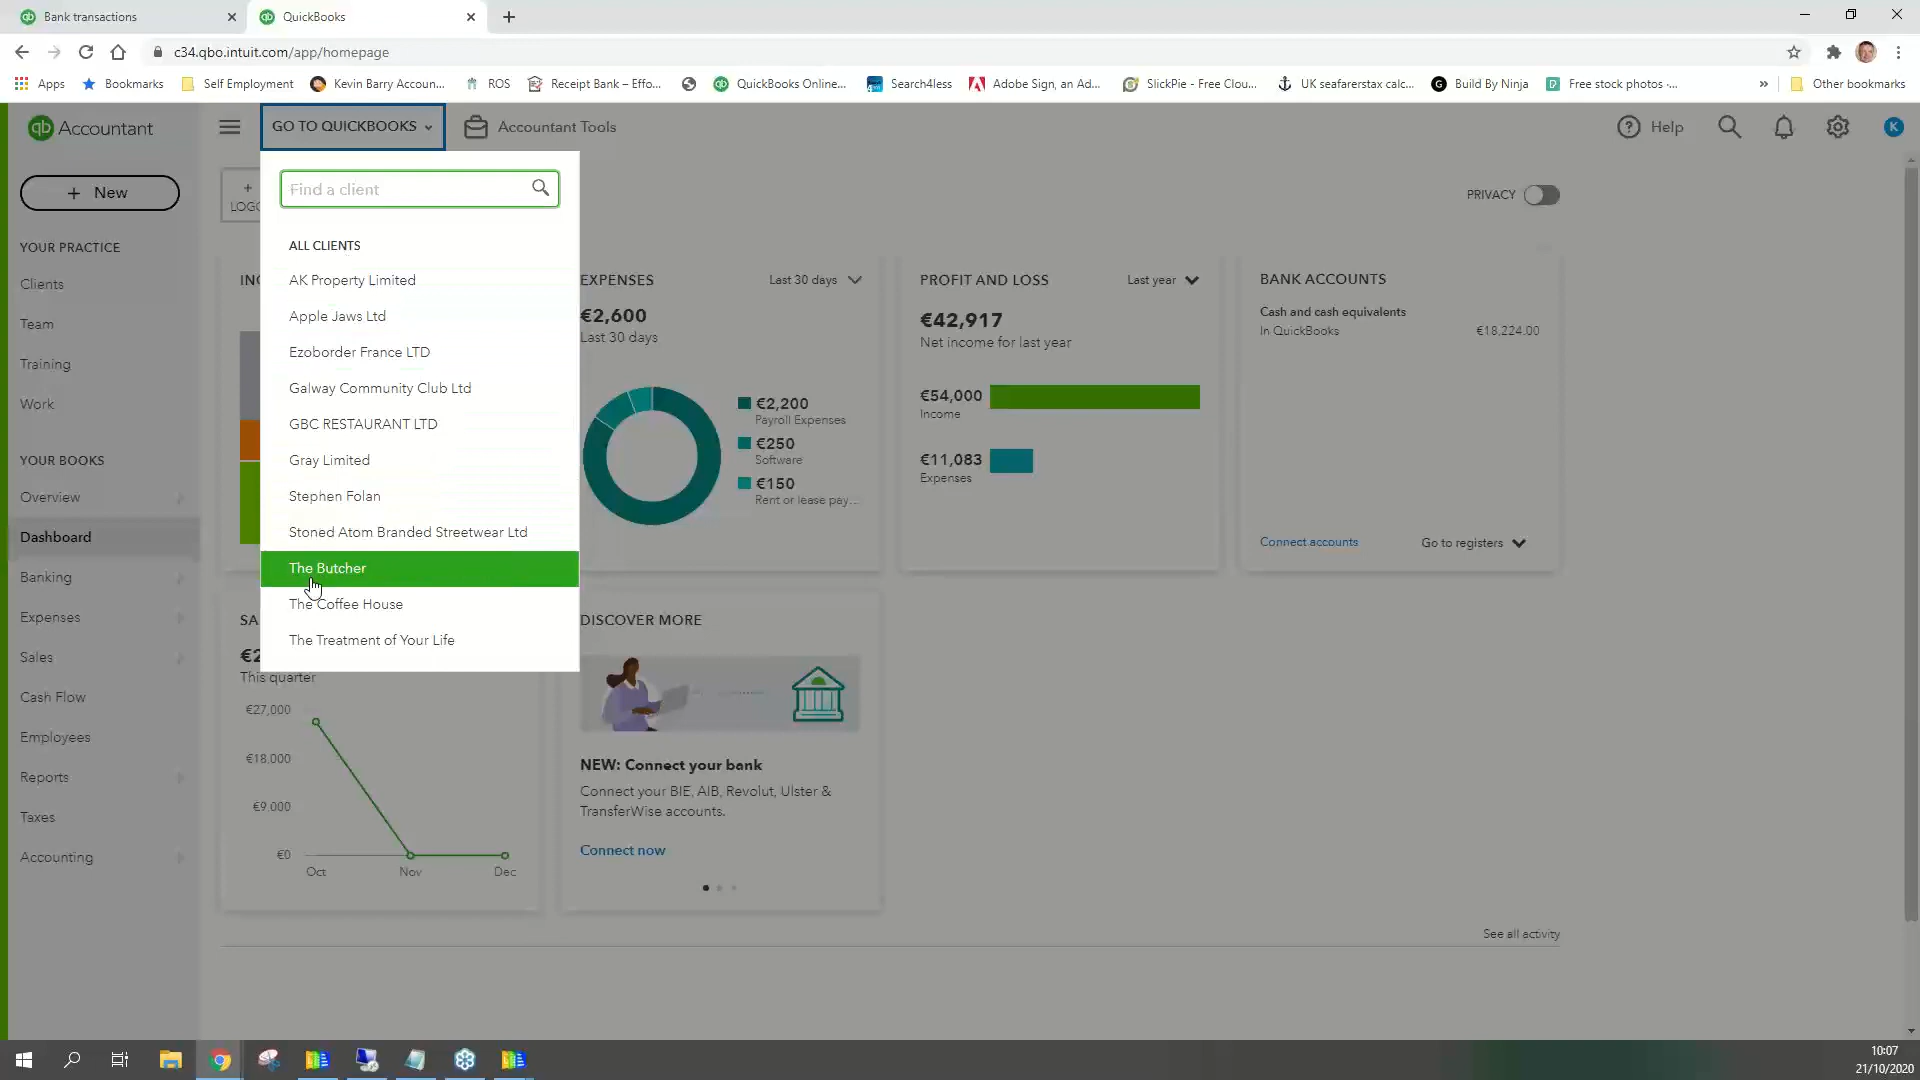 Bank transactions
QuickBooks
c34.qbo.intuit.com/app/homepage
Apps
Bookmarks
Self Employment
Kevin Barry Accoun...
ROS
Receipt Bank – Effo...
QuickBooks Online...
Search4less
Adobe Sign, an Ad...
SlickPie - Free Clou...
UK seafarerstax calc...
Build By Ninja
Free stock photos -...
»
Other bookmarks
qb Accountant
GO TO QUICKBOOKS
Accountant Tools
Help
K
+ New
Find a client
+
LOGO
PRIVACY
YOUR PRACTICE
Clients
Team
Training
Work
YOUR BOOKS
Overview
Dashboard
Banking
Expenses
Sales
Cash Flow
Employees
Reports
Taxes
Accounting
ALL CLIENTS
AK Property Limited
Apple Jaws Ltd
Ezoborder France LTD
Galway Community Club Ltd
GBC RESTAURANT LTD
Gray Limited
Stephen Folan
Stoned Atom Branded Streetwear Ltd
The Butcher
The Coffee House
The Treatment of Your Life
EXPENSES
Last 30 days
€2,600
Last 30 days
€2,200
Payroll Expenses
€250
Software
€150
Rent or lease pay...
PROFIT AND LOSS
Last year
€42,917
Net income for last year
€54,000
Income
€11,083
Expenses
BANK ACCOUNTS
Cash and cash equivalents
In QuickBooks
€18,224.00
Connect accounts
Go to registers
This quarter
€27,000
€18,000
€9,000
€0
Oct
Nov
Dec
DISCOVER MORE
NEW: Connect your bank
Connect your BIE, AIB, Revolut, Ulster &
TransferWise accounts.
Connect now
See all activity
10:07
21/10/2020